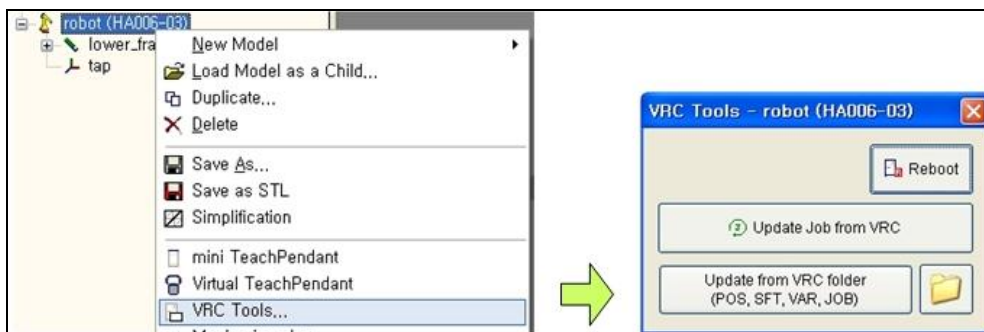 robot (HA006-03)
lower_fra
tap
New Model
Load Model as a Child...
Duplicate...
Delete
Save As...
Save as STL
Simplification
mini TeachPendant
Virtual TeachPendant
VRC Tools...
VRC Tools - robot (HA006-03)
Reboot
Update Job from VRC
Update from VRC folder
(POS, SFT, VAR, JOB)